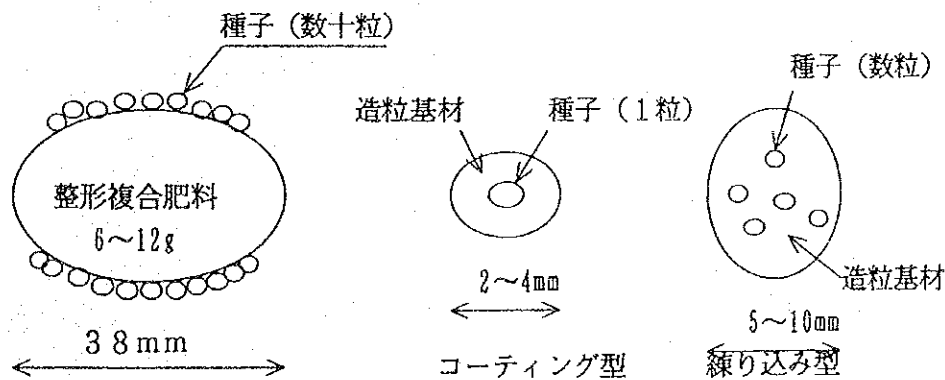 種子（数十粒）
整形複合肥料
6～12g
38mm
造粒基材
種子（1粒）
2～4mm
コーティング型
種子（数粒）
造粒基材
5～10mm
練り込み型